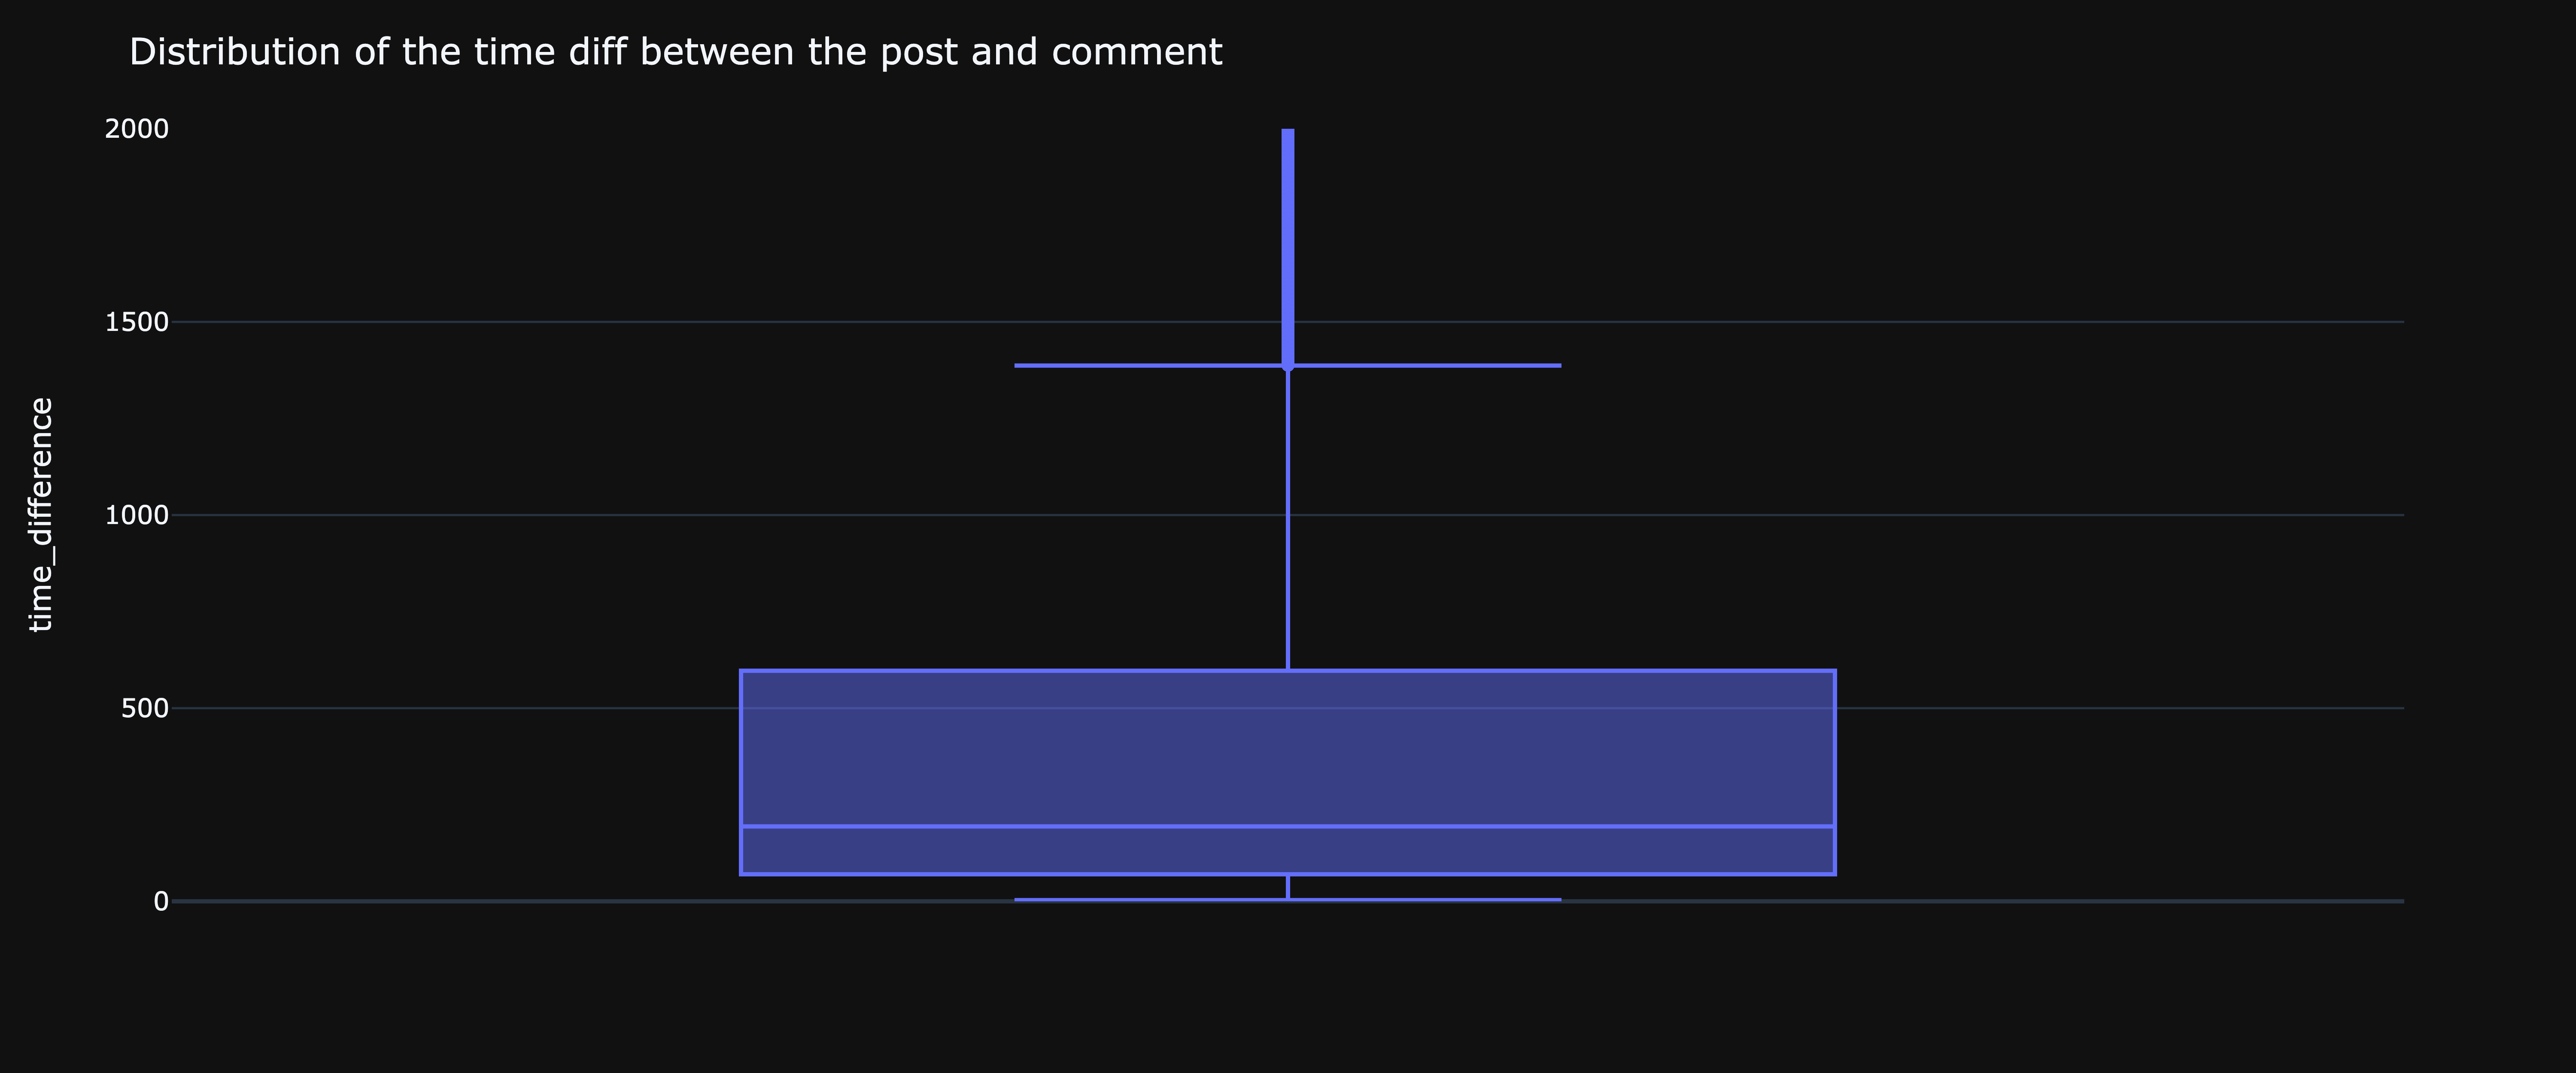 Distribution of the time diff between the post and comment
2000
1500
1000
500
0
time_difference